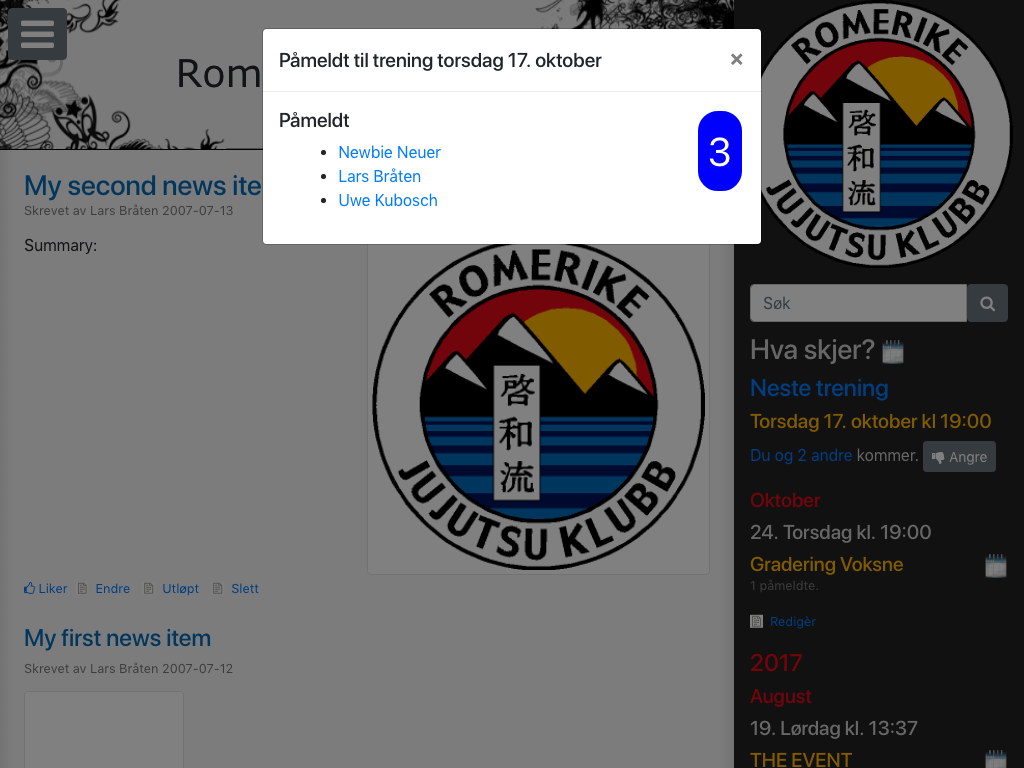 Rom
Påmeldt til trening torsdag 17. oktober
×
Påmeldt
Newbie Neuer
Lars Bråten
Uwe Kubosch
3
My second news ite
Skrevet av Lars Bråten 2007-07-13
Summary:
ROMERIKE
啓和流
JUJUTSU KLUBB
Liker
Endre
Utløpt
Slett
My first news item
Skrevet av Lars Bråten 2007-07-12
ROMERIKE
啓和流
JUJUTSU KLUBB
Søk
Hva skjer?
Neste trening
Torsdag 17. oktober kl 19:00
Du og 2 andre kommer. Angre
Oktober
24. Torsdag kl. 19:00
Gradering Voksne
1 påmeldte.
Redigér
2017
August
19. Lørdag kl. 13:37
THE EVENT